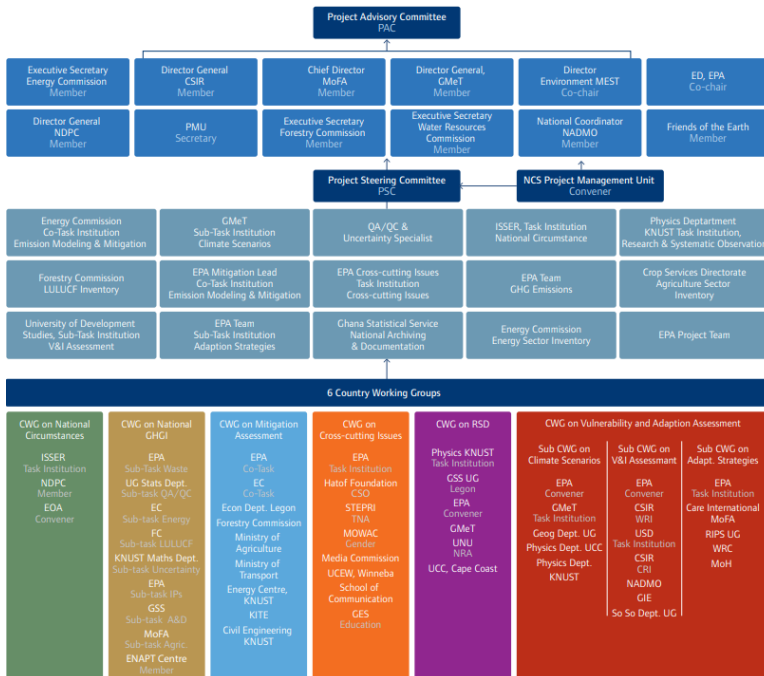 Project Advisory Committee
PAC
Executive Secretary
Energy Commission
Member
Director General
CSIR
Member
Chief Director
MoFA
Member
Director General,
GMeT
Member
Director
Environment MEST
Co-chair
ED, EPA
Co-chair
Director General
NDPC
Member
PMU
Secretary
Executive Secretary
Forestry Commission
Member
Executive Secretary
Water Resources
Commission
Member
National Coordinator
NADMO
Member
Friends of the Earth
Member
Project Steering Committee
PSC
NCS Project Management Unit
Convener
Energy Commission
Co-Task Institution
Emission Modeling & Mitigation
GMeT
Sub-Task Institution
Climate Scenarios
QA/QC &
Uncertainty Specialist
ISSER, Task Institution
National Circumstance
Physics Deptartment
KNUST Task Institution,
Research & Systematic Observation
Forestry Commission
LULUCF Inventory
EPA Mitigation Lead
Co-Task Institution
Emission Modeling & Mitigation
EPA Cross-cutting Issues
Task Institution
Cross-cutting Issues
EPA Team
GHG Emissions
Crop Services Directorate
Agriculture Sector
Inventory
University of Development
Studies, Sub-Task Institution
V&I Assessment
EPA Team
Sub-Task Institution
Adaption Strategies
Ghana Statistical Service
National Archiving
& Documentation
Energy Commission
Energy Sector Inventory
EPA Project Team
6 Country Working Groups
CWG on National
Circumstances
ISSER
Task Institution
NDPC
Member
EOA
Convener
CWG on National
GHGI
EPA
Sub-Task Waste
UG Stats Dept.
Sub-task QA/QC
EC
Sub-task Energy
FC
Sub-task LULUCF
KNUST Maths Dept.
Sub-task Uncertainty
EPA
Sub-task IPs
GSS
Sub-task A&D
MoFA
Sub-task Agric.
ENAPT Centre
Member
CWG on Mitigation
Assessment
EPA
Co-Task
EC
Co-Task
Econ Dept. Legon
Forestry Commission
Ministry of
Agriculture
Ministry of
Transport
Energy Centre,
KNUST
KITE
Civil Engineering
KNUST
CWG on
Cross-cutting Issues
EPA
Task Institution
Hatof Foundation
CSO
STEPRI
TNA
MOWAC
Gender
Media Commission
UCEW, Winneba
School of
Communication
GES
Education
CWG on RSD
Physics KNUST
Task Institution
GSS UG
Legon
EPA
Convener
GMeT
UNU
NRA
UCC, Cape Coast
CWG on Vulnerability and Adaption Assessment
Sub CWG on
Climate Scenarios
EPA
Convener
GMeT
Task Institution
Geog Dept. UG
Physics Dept. UCC
Physics Dept.
KNUST
Sub CWG on
V&I Assessmant
EPA
Convener
CSIR
WRI
USD
Task Institution
CSIR
CRI
NADMO
GIE
So So Dept. UG
Sub CWG on
Adapt. Strategies
EPA
Task Institution
Care International
MoFA
RIPS UG
WRC
MoH